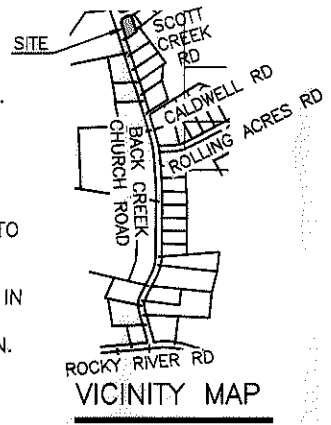 SITE
SCOTT
CREEK
RD
CALDWELL RD
ROLLING ACRES RD
BACK CREEK
CHURCH ROAD
TO
IN
N.
ROCKY RIVER RD
VICINITY MAP